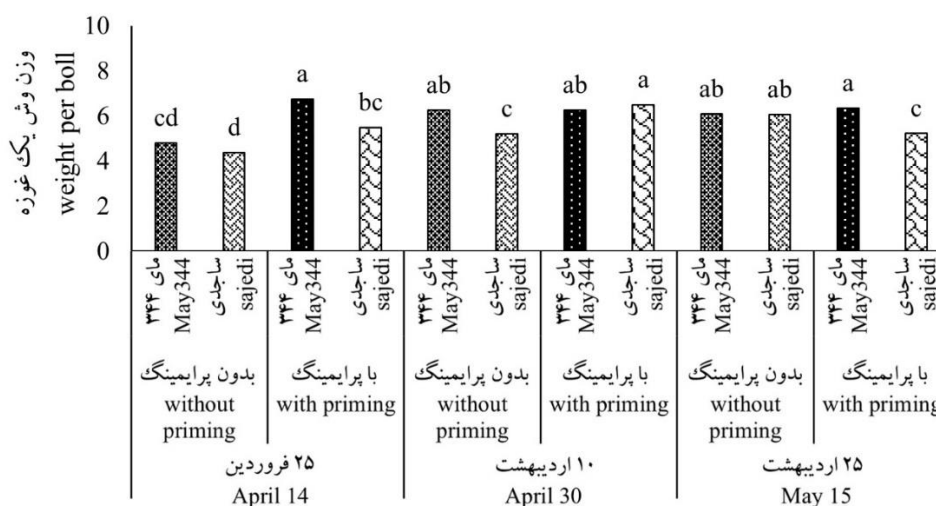 وزن وش یک غوزه
weight per boll
10
8
6
4
2
0
cd
d
a
bc
ab
c
ab
a
ab
ab
a
c
مای ۳۴۴
May344
ساجدی
sajedi
مای ۳۴۴
May344
ساجدی
sajedi
مای ۳۴۴
May344
ساجدی
sajedi
مای ۳۴۴
May344
ساجدی
sajedi
مای ۳۴۴
May344
ساجدی
sajedi
مای ۳۴۴
May344
ساجدی
sajedi
بدون پرایمینگ
without
priming
با پرایمینگ
with priming
بدون پرایمینگ
without
priming
با پرایمینگ
with priming
بدون پرایمینگ
without
priming
با پرایمینگ
with priming
۲۵ فروردین
April 14
۱۰ اردیبهشت
April 30
۲۵ اردیبهشت
May 15